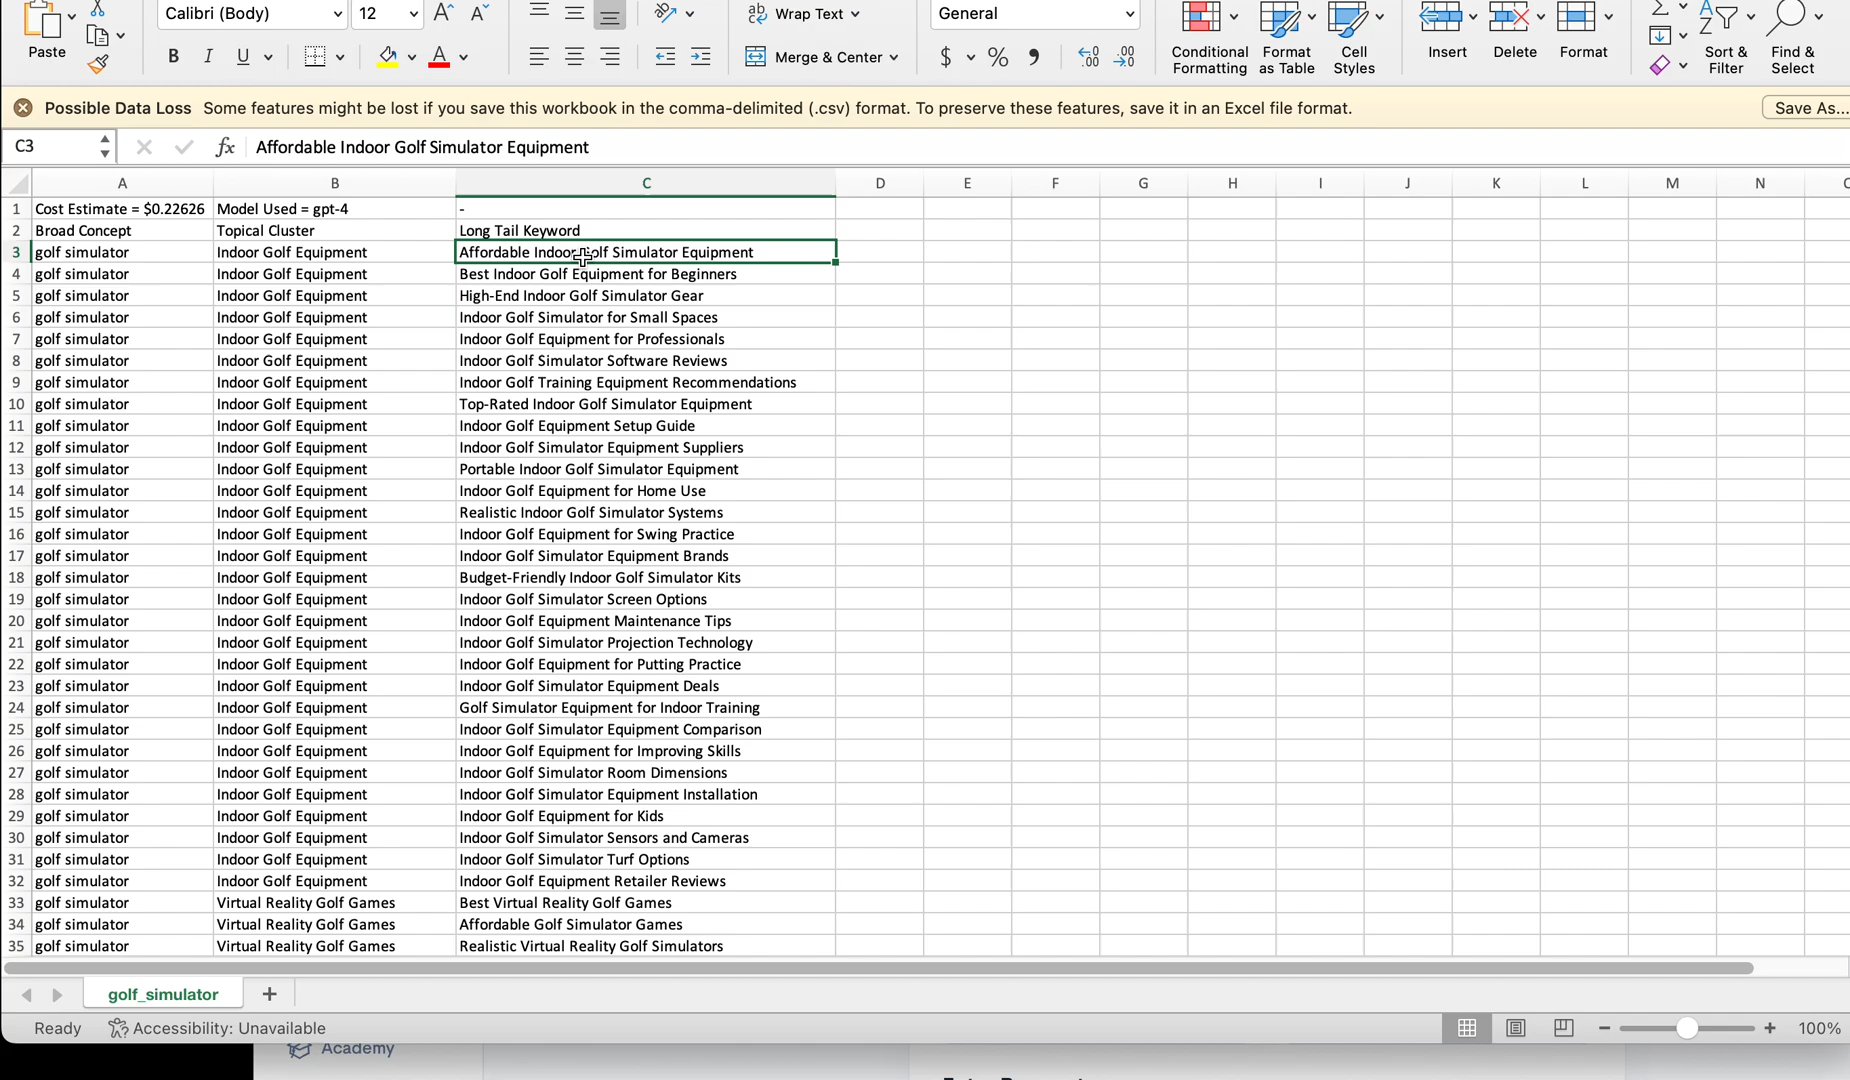 Calibri (Body) 12 Wrap Text General
Paste Merge & Center Conditional Formatting Format as Table Cell Styles Insert Delete Format Sort & Filter Find & Select
Possible Data Loss Some features might be lost if you save this workbook in the comma-delimited (.csv) format. To preserve these features, save it in an Excel file format. Save As...
C3 fx Affordable Indoor Golf Simulator Equipment
A B C D E F G H I J K L M N
1 Cost Estimate = $0.22626 Model Used = gpt-4 -
2 Broad Concept Topical Cluster Long Tail Keyword
3 golf simulator Indoor Golf Equipment Affordable Indoor Golf Simulator Equipment
4 golf simulator Indoor Golf Equipment Best Indoor Golf Equipment for Beginners
5 golf simulator Indoor Golf Equipment High-End Indoor Golf Simulator Gear
6 golf simulator Indoor Golf Equipment Indoor Golf Simulator for Small Spaces
7 golf simulator Indoor Golf Equipment Indoor Golf Equipment for Professionals
8 golf simulator Indoor Golf Equipment Indoor Golf Simulator Software Reviews
9 golf simulator Indoor Golf Equipment Indoor Golf Training Equipment Recommendations
10 golf simulator Indoor Golf Equipment Top-Rated Indoor Golf Simulator Equipment
11 golf simulator Indoor Golf Equipment Indoor Golf Equipment Setup Guide
12 golf simulator Indoor Golf Equipment Indoor Golf Simulator Equipment Suppliers
13 golf simulator Indoor Golf Equipment Portable Indoor Golf Simulator Equipment
14 golf simulator Indoor Golf Equipment Indoor Golf Equipment for Home Use
15 golf simulator Indoor Golf Equipment Realistic Indoor Golf Simulator Systems
16 golf simulator Indoor Golf Equipment Indoor Golf Equipment for Swing Practice
17 golf simulator Indoor Golf Equipment Indoor Golf Simulator Equipment Brands
18 golf simulator Indoor Golf Equipment Budget-Friendly Indoor Golf Simulator Kits
19 golf simulator Indoor Golf Equipment Indoor Golf Simulator Screen Options
20 golf simulator Indoor Golf Equipment Indoor Golf Equipment Maintenance Tips
21 golf simulator Indoor Golf Equipment Indoor Golf Simulator Projection Technology
22 golf simulator Indoor Golf Equipment Indoor Golf Equipment for Putting Practice
23 golf simulator Indoor Golf Equipment Indoor Golf Simulator Equipment Deals
24 golf simulator Indoor Golf Equipment Golf Simulator Equipment for Indoor Training
25 golf simulator Indoor Golf Equipment Indoor Golf Simulator Equipment Comparison
26 golf simulator Indoor Golf Equipment Indoor Golf Equipment for Improving Skills
27 golf simulator Indoor Golf Equipment Indoor Golf Simulator Room Dimensions
28 golf simulator Indoor Golf Equipment Indoor Golf Simulator Equipment Installation
29 golf simulator Indoor Golf Equipment Indoor Golf Equipment for Kids
30 golf simulator Indoor Golf Equipment Indoor Golf Simulator Sensors and Cameras
31 golf simulator Indoor Golf Equipment Indoor Golf Simulator Turf Options
32 golf simulator Indoor Golf Equipment Indoor Golf Equipment Retailer Reviews
33 golf simulator Virtual Reality Golf Games Best Virtual Reality Golf Games
34 golf simulator Virtual Reality Golf Games Affordable Golf Simulator Games
35 golf simulator Virtual Reality Golf Games Realistic Virtual Reality Golf Simulators
golf_simulator
Ready Accessibility: Unavailable 100%
Academy